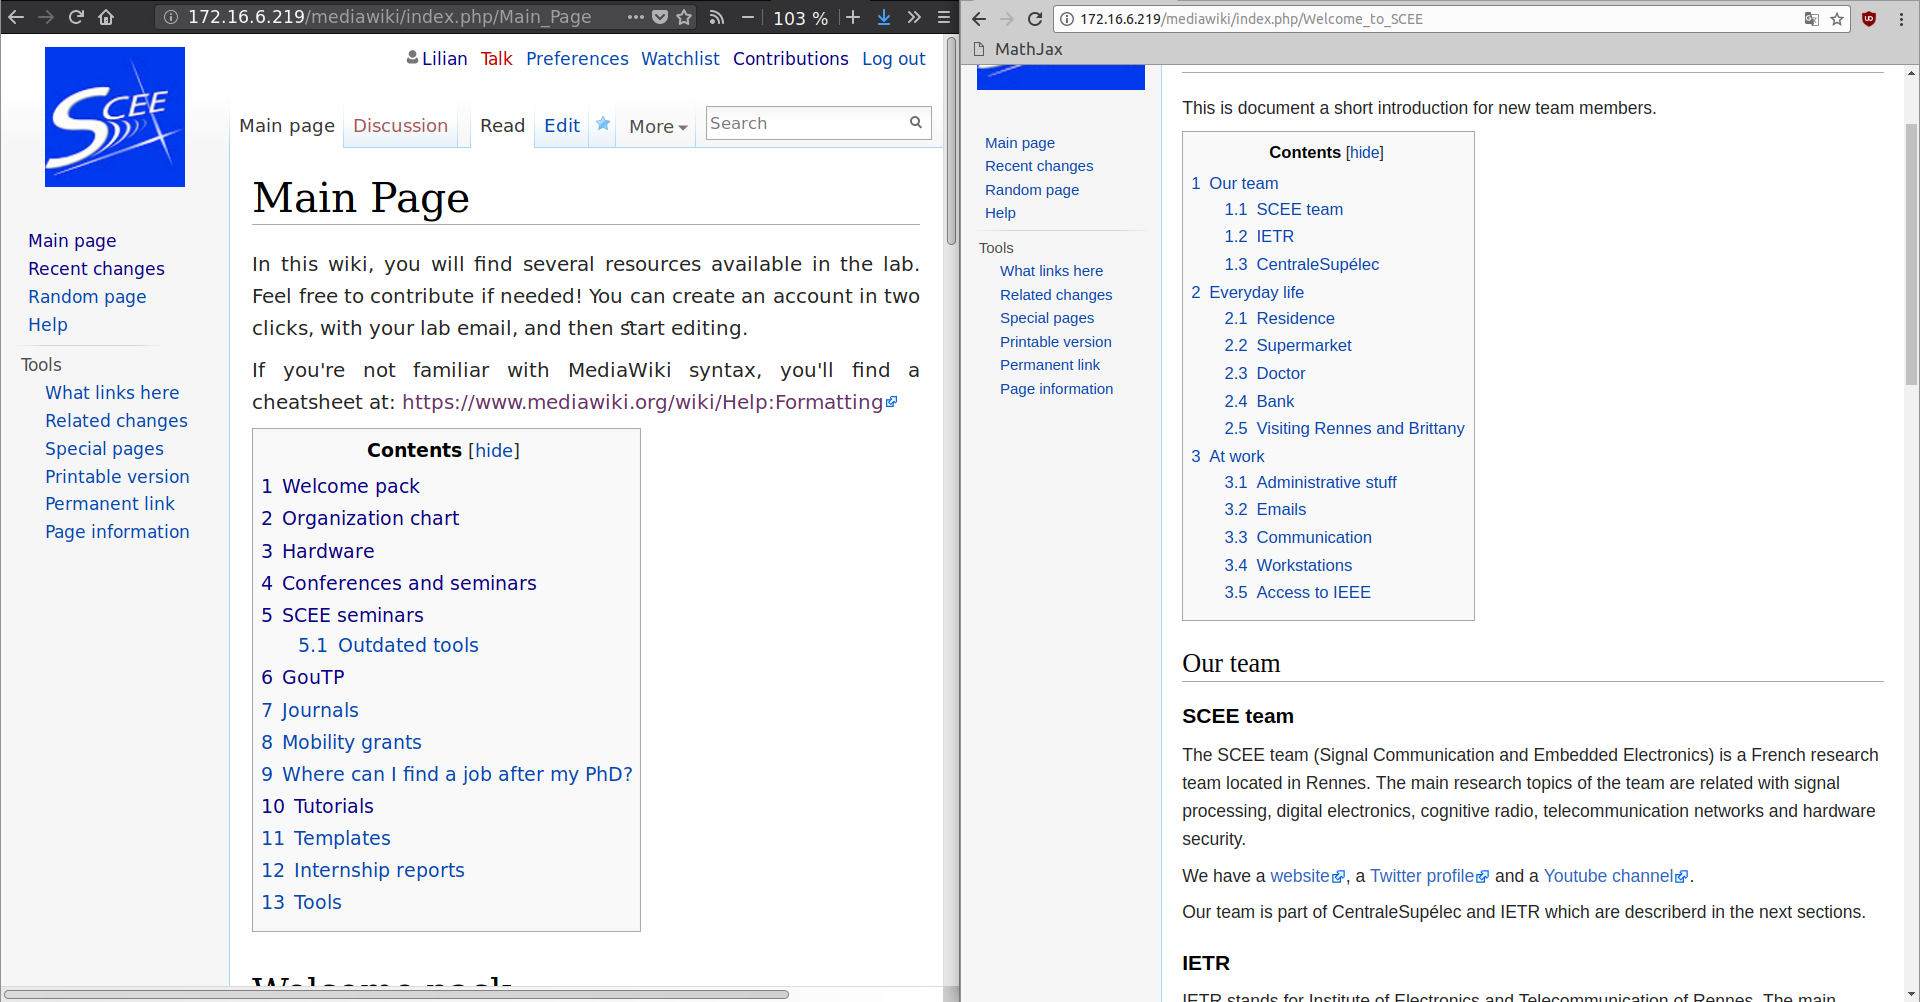 172.16.6.219/mediawiki/index.php/Main_Page
103 %
SCEE
Lilian Talk Preferences Watchlist Contributions Log out
Main page Discussion Read Edit More Search
Main page
Recent changes
Random page
Help
Tools
What links here
Related changes
Special pages
Printable version
Permanent link
Page information
Main Page
In this wiki, you will find several resources available in the lab.
Feel free to contribute if needed! You can create an account in two
clicks, with your lab email, and then start editing.
If you're not familiar with MediaWiki syntax, you'll find a
cheatsheet at: https://www.mediawiki.org/wiki/Help:Formatting
Contents [hide]
1 Welcome pack
2 Organization chart
3 Hardware
4 Conferences and seminars
5 SCEE seminars
5.1 Outdated tools
6 GouTP
7 Journals
8 Mobility grants
9 Where can I find a job after my PhD?
10 Tutorials
11 Templates
12 Internship reports
13 Tools
Welcome pack
172.16.6.219/mediawiki/index.php/Welcome_to_SCEE
MathJax
Main page
Recent changes
Random page
Help
Tools
What links here
Related changes
Special pages
Printable version
Permanent link
Page information
This is document a short introduction for new team members.
Contents [hide]
1 Our team
1.1 SCEE team
1.2 IETR
1.3 CentraleSupélec
2 Everyday life
2.1 Residence
2.2 Supermarket
2.3 Doctor
2.4 Bank
2.5 Visiting Rennes and Brittany
3 At work
3.1 Administrative stuff
3.2 Emails
3.3 Communication
3.4 Workstations
3.5 Access to IEEE
Our team
SCEE team
The SCEE team (Signal Communication and Embedded Electronics) is a French research
team located in Rennes. The main research topics of the team are related with signal
processing, digital electronics, cognitive radio, telecommunication networks and hardware
security.
We have a website, a Twitter profile and a Youtube channel.
Our team is part of CentraleSupélec and IETR which are describerd in the next sections.
IETR
IETR stands for Institute of Electronics and Telecommunication of Rennes. The main